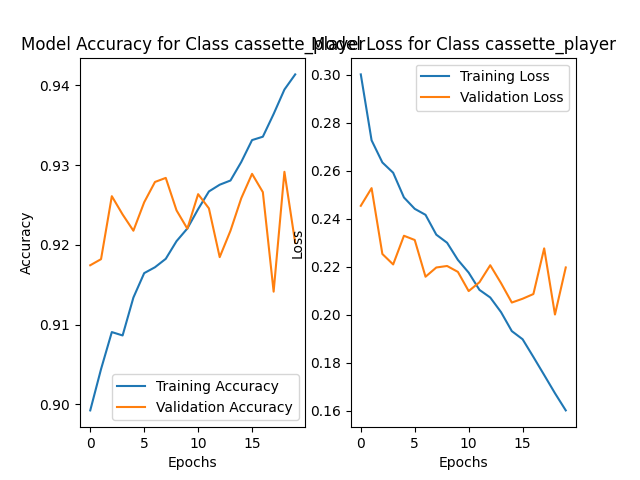 Model Accuracy for Class cassette_player
Model Loss for Class cassette_player
0.94
0.93
0.92
0.91
0.90
Accuracy
Training Accuracy
Validation Accuracy
0
5
10
15
Epochs
0.30
0.28
0.26
0.24
0.22
0.20
0.18
0.16
Loss
Training Loss
Validation Loss
0
5
10
15
Epochs